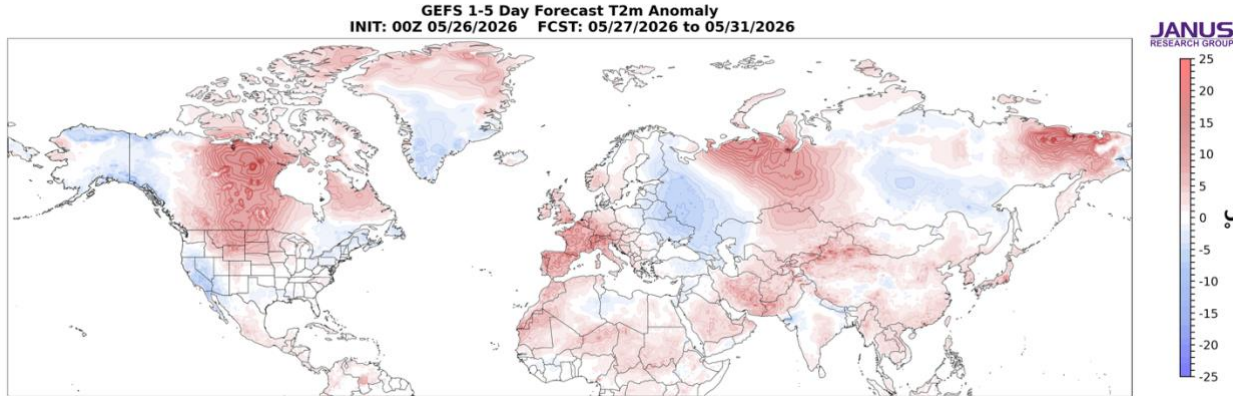 GEFS 1-5 Day Forecast T2m Anomaly
INIT: 00Z 05/26/2026 FCST: 05/27/2026 to 05/31/2026
JANUS
RESEARCH GROUP
25
20
15
10
5
0
-5
-10
-15
-20
-25
°C